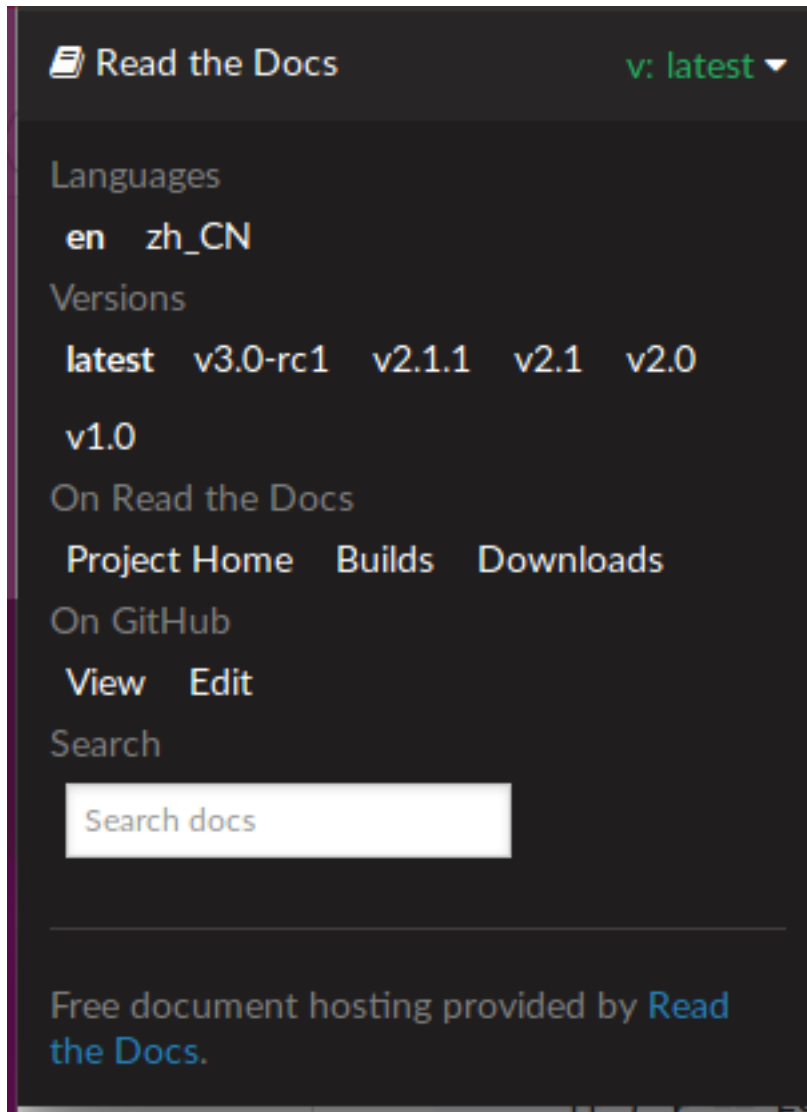 Read the Docs v: latest
Languages
en zh_CN
Versions
latest v3.0-rc1 v2.1.1 v2.1 v2.0
v1.0
On Read the Docs
Project Home Builds Downloads
On GitHub
View Edit
Search
Search docs
Free document hosting provided by Read
the Docs.